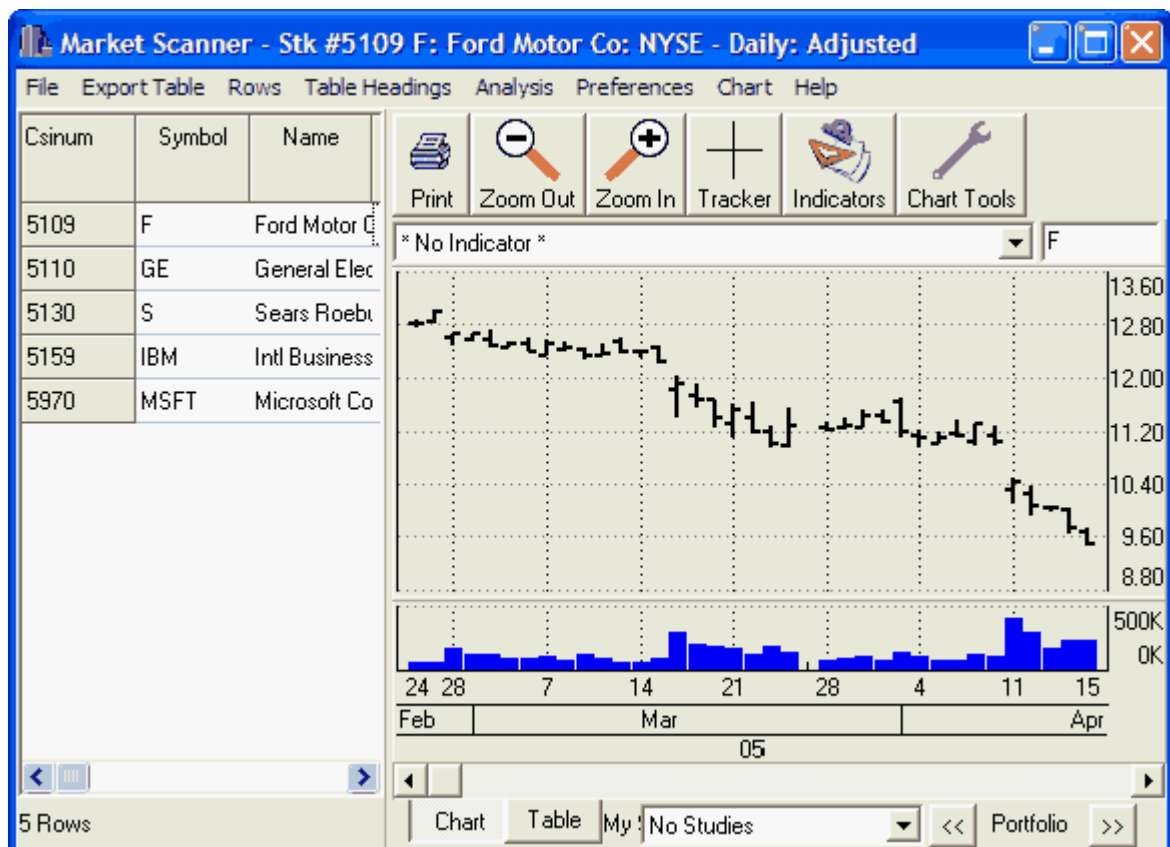 Market Scanner - Stk #5109 F: Ford Motor Co: NYSE - Daily: Adjusted
File Export Table Rows Table Headings Analysis Preferences Chart Help
Csinum Symbol Name
5109 F Ford Motor C
5110 GE General Elec
5130 S Sears Roebu
5159 IBM Intl Business
5970 MSFT Microsoft Co
5 Rows
Print Zoom Out Zoom In Tracker Indicators Chart Tools
* No Indicator * F
13.60
12.80
12.00
11.20
10.40
9.60
8.80
500K
0K
24 28 7 14 21 28 4 11 15
Feb Mar Apr
05
Chart Table My No Studies << Portfolio >>